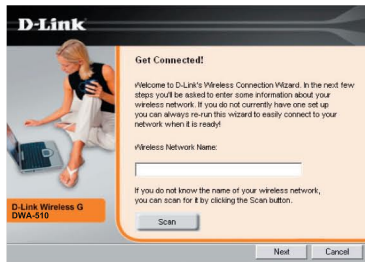 D-Link
Get Connected!
Welcome to D-Link's Wireless Connection Wizard. In the next few
steps you'll be asked to enter some information about your
wireless network. If you do not currently have one set up
you can always re-run this wizard to easily connect to your
network when it is ready!
Wireless Network Name:
If you do not know the name of your wireless network,
you can scan for it by clicking the Scan button.
D-Link Wireless G
DWA-510
Scan
Next
Cancel